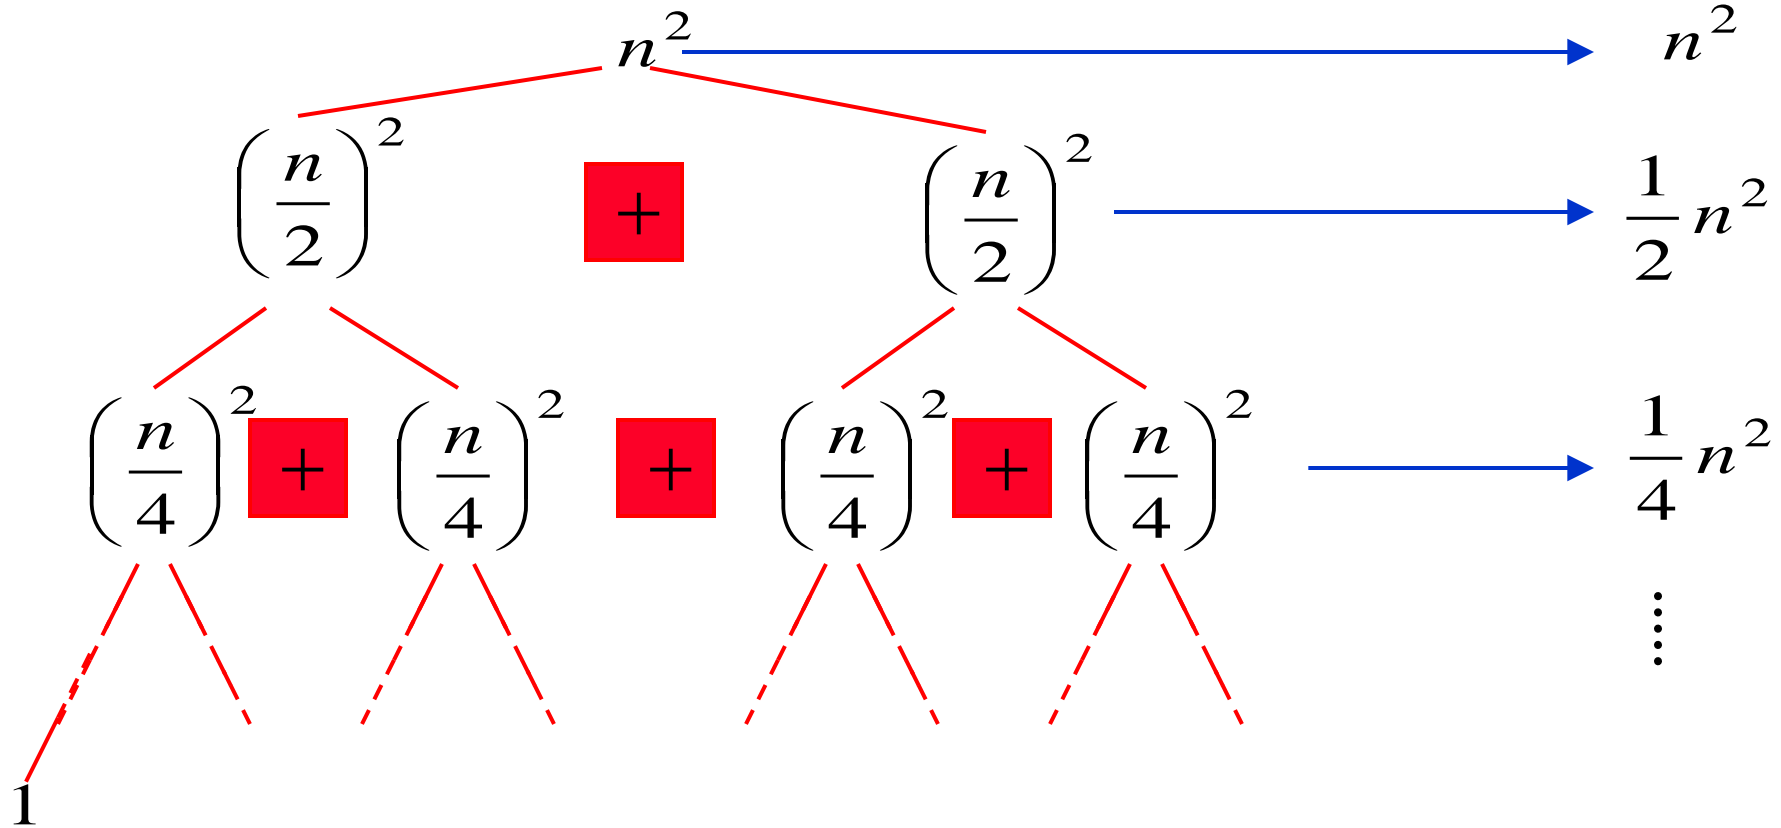 n² n²
(n/2)² + (n/2)² 1/2 n²
(n/4)² + (n/4)² + (n/4)² + (n/4)² 1/4 n²
⋮
1